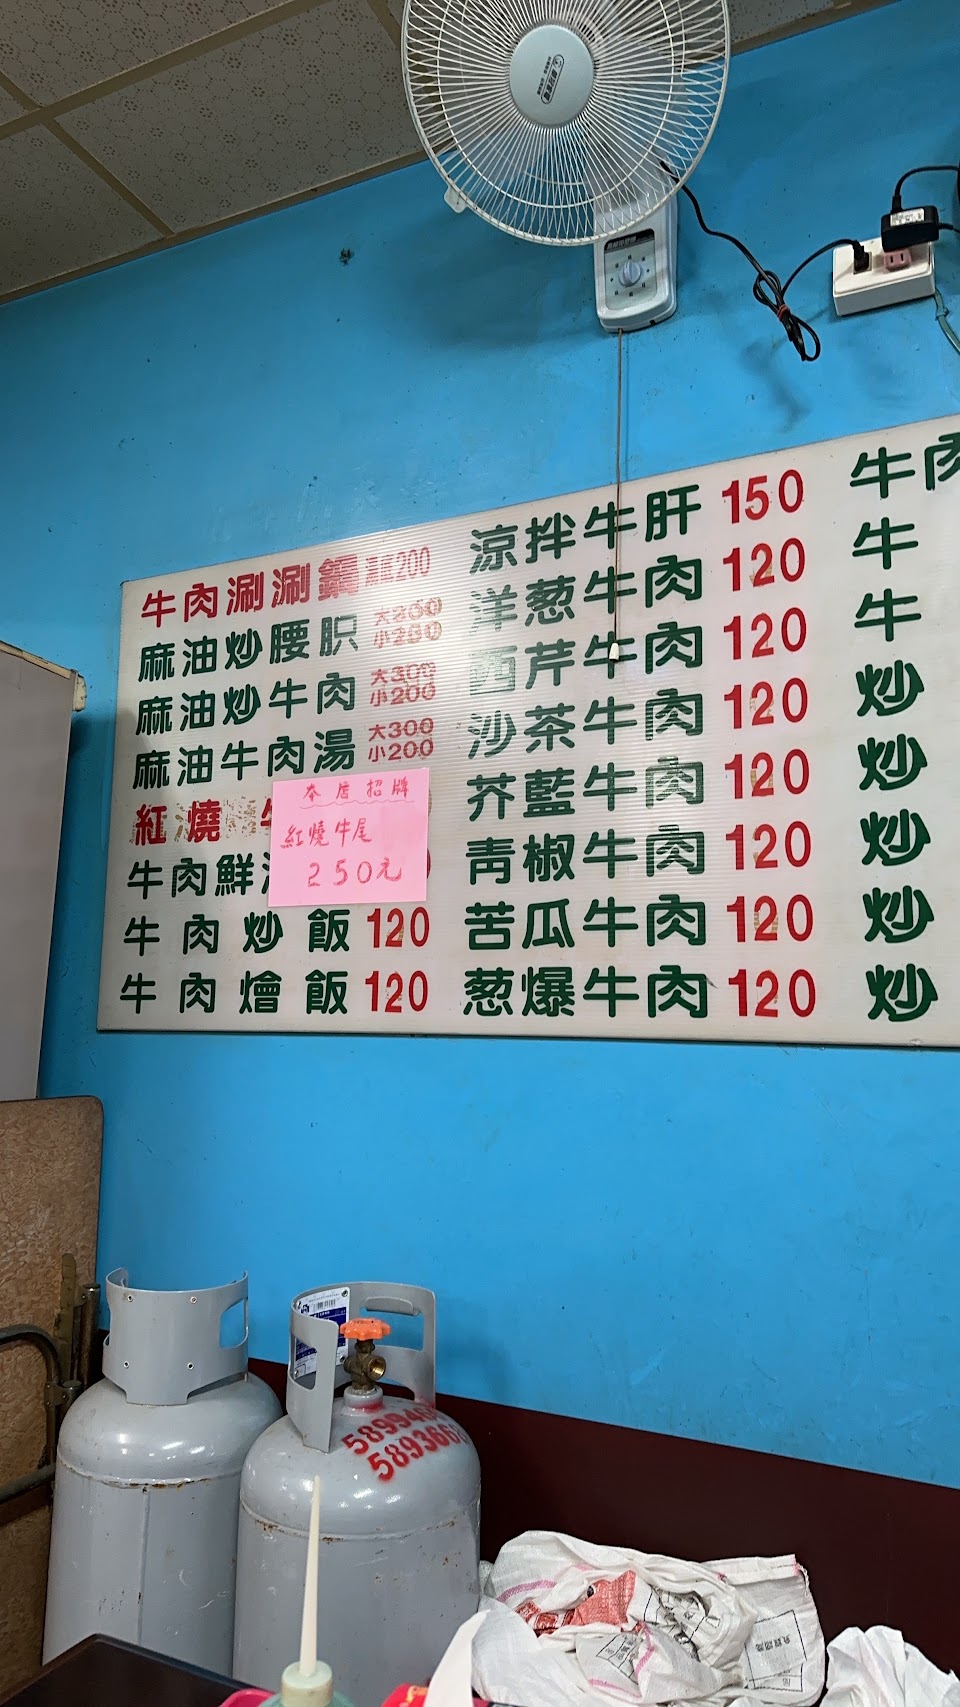 牛肉涮涮鍋 200
麻油炒腰 大200
小200
麻油炒牛肉 大300
小200
麻油牛肉湯 大300
小200
紅燒
牛肉鮮
牛肉炒飯 120
牛肉燴飯 120
本店招牌
紅燒牛尾
250元
涼拌牛肝 150
洋葱牛肉 120
西芹牛肉 120
沙茶牛肉 120
芥藍牛肉 120
青椒牛肉 120
苦瓜牛肉 120
葱爆牛肉 120
牛肉
牛
牛
炒
炒
炒
炒
炒